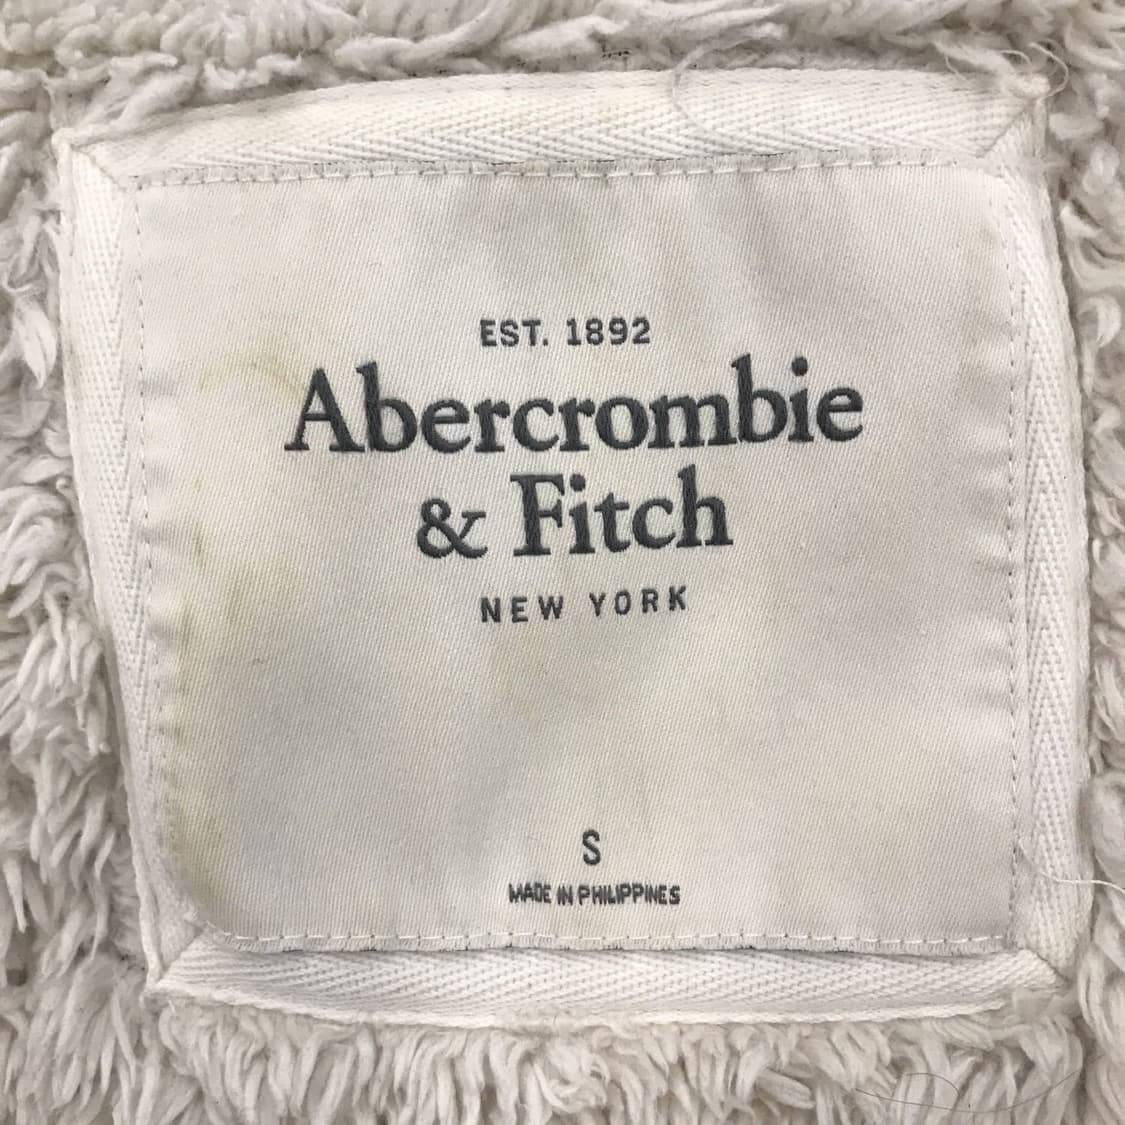 EST. 1892
Abercrombie
& Fitch
NEW YORK
S
MADE IN PHILIPPINES